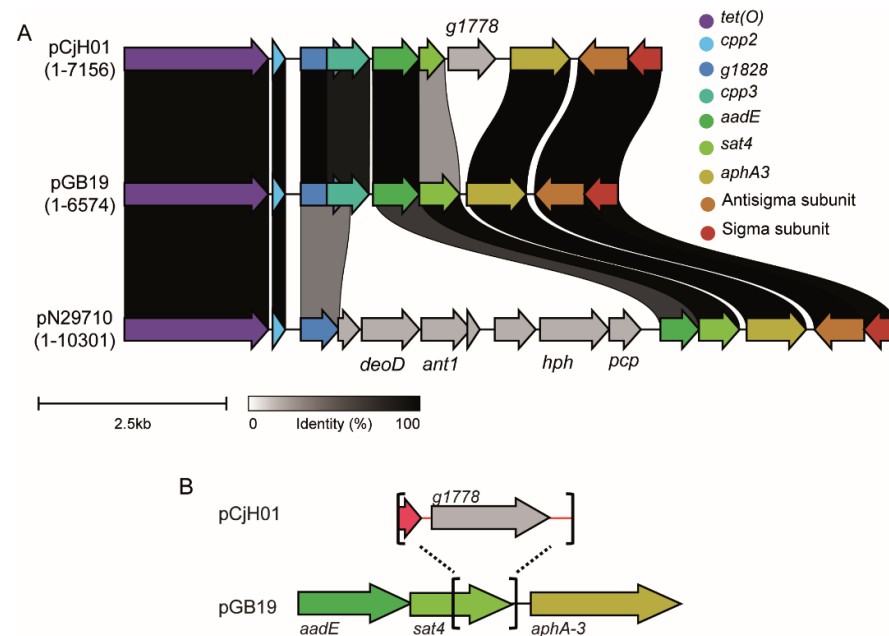 A
g1778
pCjH01
(1-7156)
pGB19
(1-6574)
pN29710
(1-10301)
deoD ant1 hph pcp
tet(O)
cpp2
g1828
cpp3
aadE
sat4
aphA3
Antisigma subunit
Sigma subunit
2.5kb
0 Identity (%) 100
B
g1778
pCjH01
pGB19
aadE sat4 aphA-3